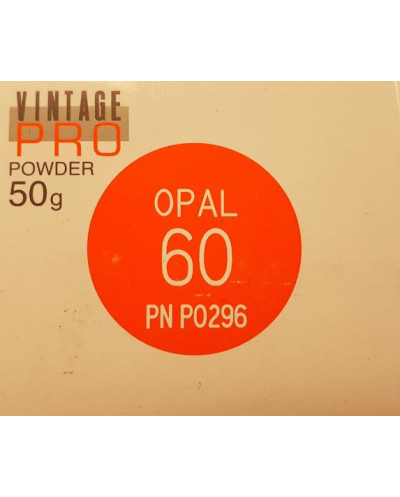 VINTAGE
PRO
POWDER
50g
OPAL
60
PN P0296